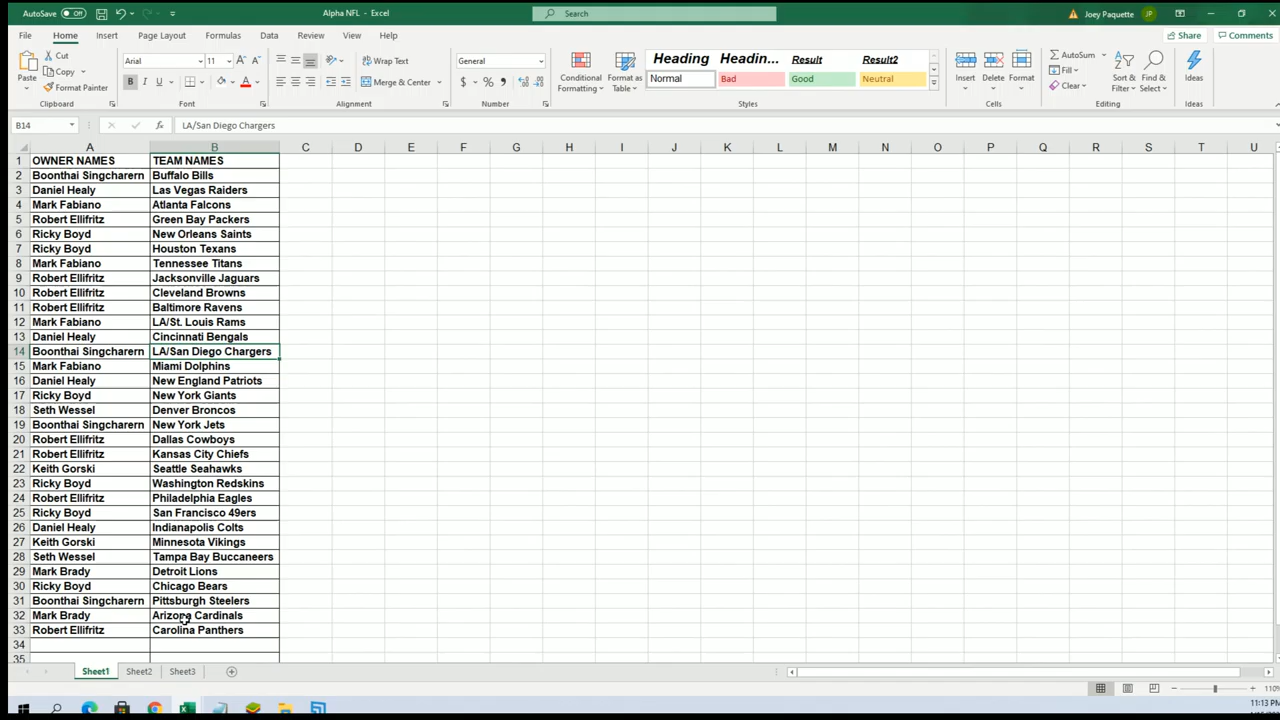 AutoSave Off Alpha NFL - Excel Search Joey Paquette JP
File Home Insert Page Layout Formulas Data Review View Help Share Comments
Paste Cut Copy Format Painter Clipboard
Arial 11 B I U Font
Wrap Text Merge & Center Alignment
General $ % Number
Conditional Formatting Format as Table
Heading Headin... Result Result2
Normal Bad Good Neutral
Styles
Insert Delete Format Cells
AutoSum Fill Clear Sort & Filter Find & Select Editing
Ideas Ideas
B14 fx LA/San Diego Chargers
A B C D E F G H I J K L M N O P Q R S T U
1 OWNER NAMES TEAM NAMES
2 Boonthai Singcharern Buffalo Bills
3 Daniel Healy Las Vegas Raiders
4 Mark Fabiano Atlanta Falcons
5 Robert Ellifritz Green Bay Packers
6 Ricky Boyd New Orleans Saints
7 Ricky Boyd Houston Texans
8 Mark Fabiano Tennessee Titans
9 Robert Ellifritz Jacksonville Jaguars
10 Robert Ellifritz Cleveland Browns
11 Robert Ellifritz Baltimore Ravens
12 Mark Fabiano LA/St. Louis Rams
13 Daniel Healy Cincinnati Bengals
14 Boonthai Singcharern LA/San Diego Chargers
15 Mark Fabiano Miami Dolphins
16 Daniel Healy New England Patriots
17 Ricky Boyd New York Giants
18 Seth Wessel Denver Broncos
19 Boonthai Singcharern New York Jets
20 Robert Ellifritz Dallas Cowboys
21 Robert Ellifritz Kansas City Chiefs
22 Keith Gorski Seattle Seahawks
23 Ricky Boyd Washington Redskins
24 Robert Ellifritz Philadelphia Eagles
25 Ricky Boyd San Francisco 49ers
26 Daniel Healy Indianapolis Colts
27 Keith Gorski Minnesota Vikings
28 Seth Wessel Tampa Bay Buccaneers
29 Mark Brady Detroit Lions
30 Ricky Boyd Chicago Bears
31 Boonthai Singcharern Pittsburgh Steelers
32 Mark Brady Arizona Cardinals
33 Robert Ellifritz Carolina Panthers
34
35
Sheet1 Sheet2 Sheet3
110%
11:13 PM